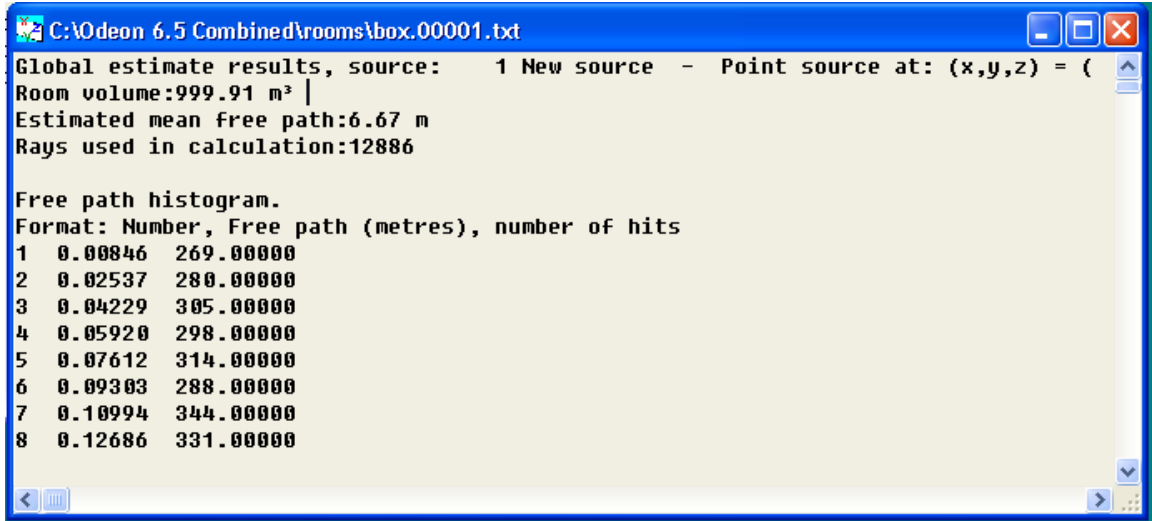 C:\Odeon 6.5 Combined\rooms\box.00001.txt
Global estimate results, source:    1 New source  -  Point source at: (x,y,z) = (
Room volume:999.91 m³
Estimated mean free path:6.67 m
Rays used in calculation:12886

Free path histogram.
Format: Number, Free path (metres), number of hits
1  0.00846  269.00000
2  0.02537  280.00000
3  0.04229  305.00000
4  0.05920  298.00000
5  0.07612  314.00000
6  0.09303  288.00000
7  0.10994  344.00000
8  0.12686  331.00000